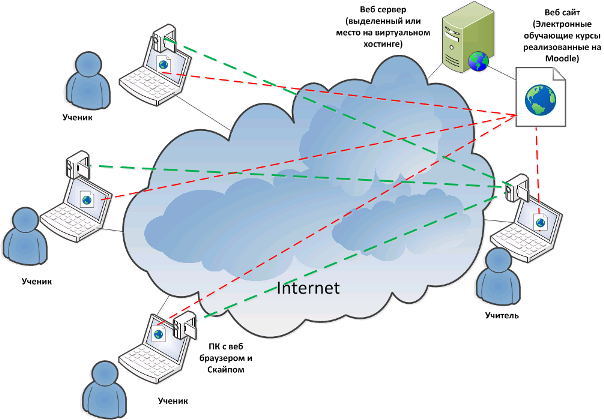 Веб сервер
(выделенный или
место на виртуальном
хостинге)
Веб сайт
(Электронные
обучающие курсы
реализованные на
Moodle)
Ученик
Ученик
Internet
Учитель
ПК с веб
браузером и
Скайпом
Ученик